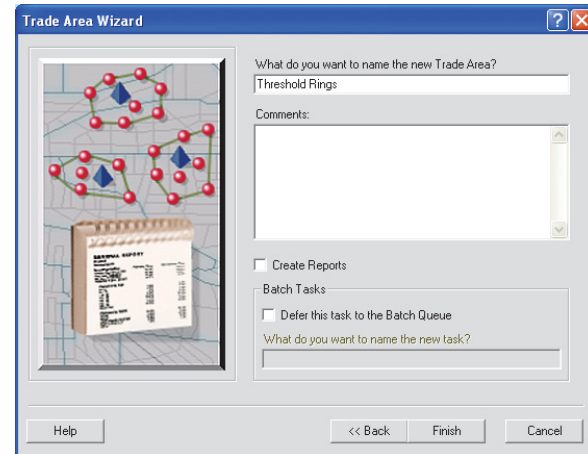 Trade Area Wizard
What do you want to name the new Trade Area?
Threshold Rings
Comments:
GENERAL REPORT
Create Reports
Batch Tasks
Defer this task to the Batch Queue
What do you want to name the new task?
Help
<< Back
Finish
Cancel